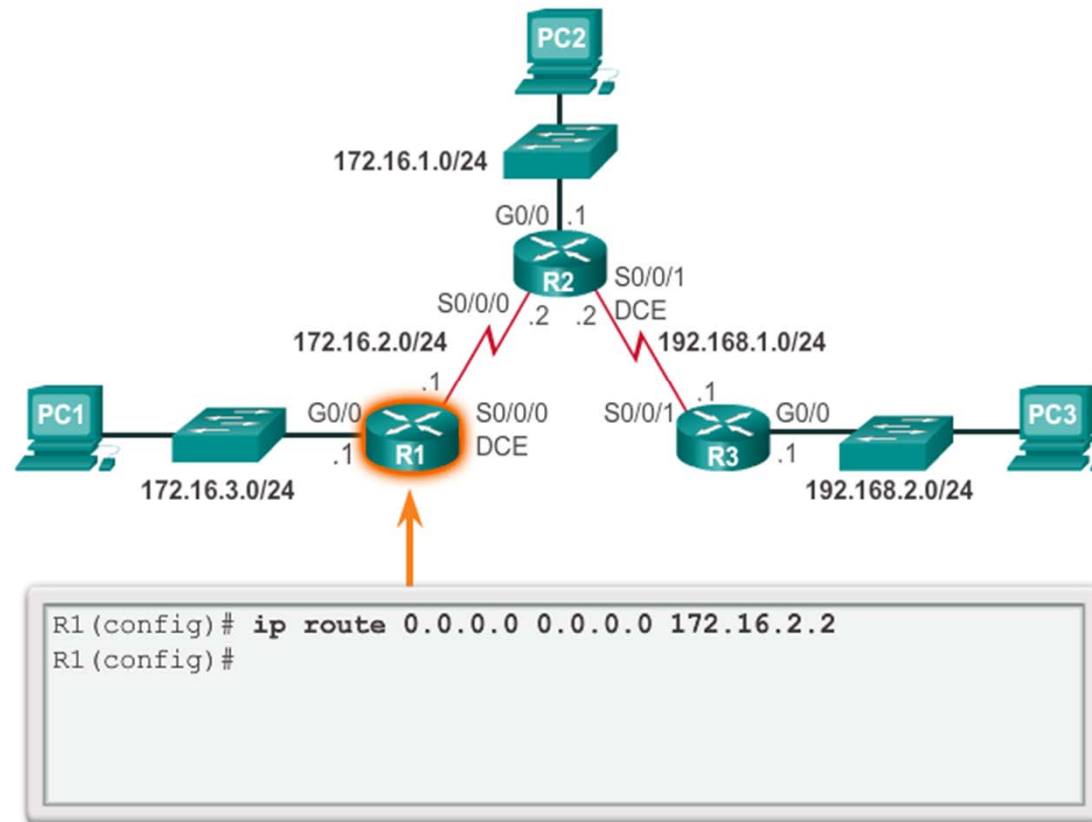 PC2
172.16.1.0/24
G0/0 .1
R2
S0/0/1
DCE
S0/0/0
.2 .2
172.16.2.0/24
192.168.1.0/24
.1
.1
PC1
G0/0
S0/0/0
DCE
S0/0/1
G0/0
PC3
.1
R1
R3
.1
172.16.3.0/24
192.168.2.0/24
R1(config)# ip route 0.0.0.0 0.0.0.0 172.16.2.2
R1(config)#